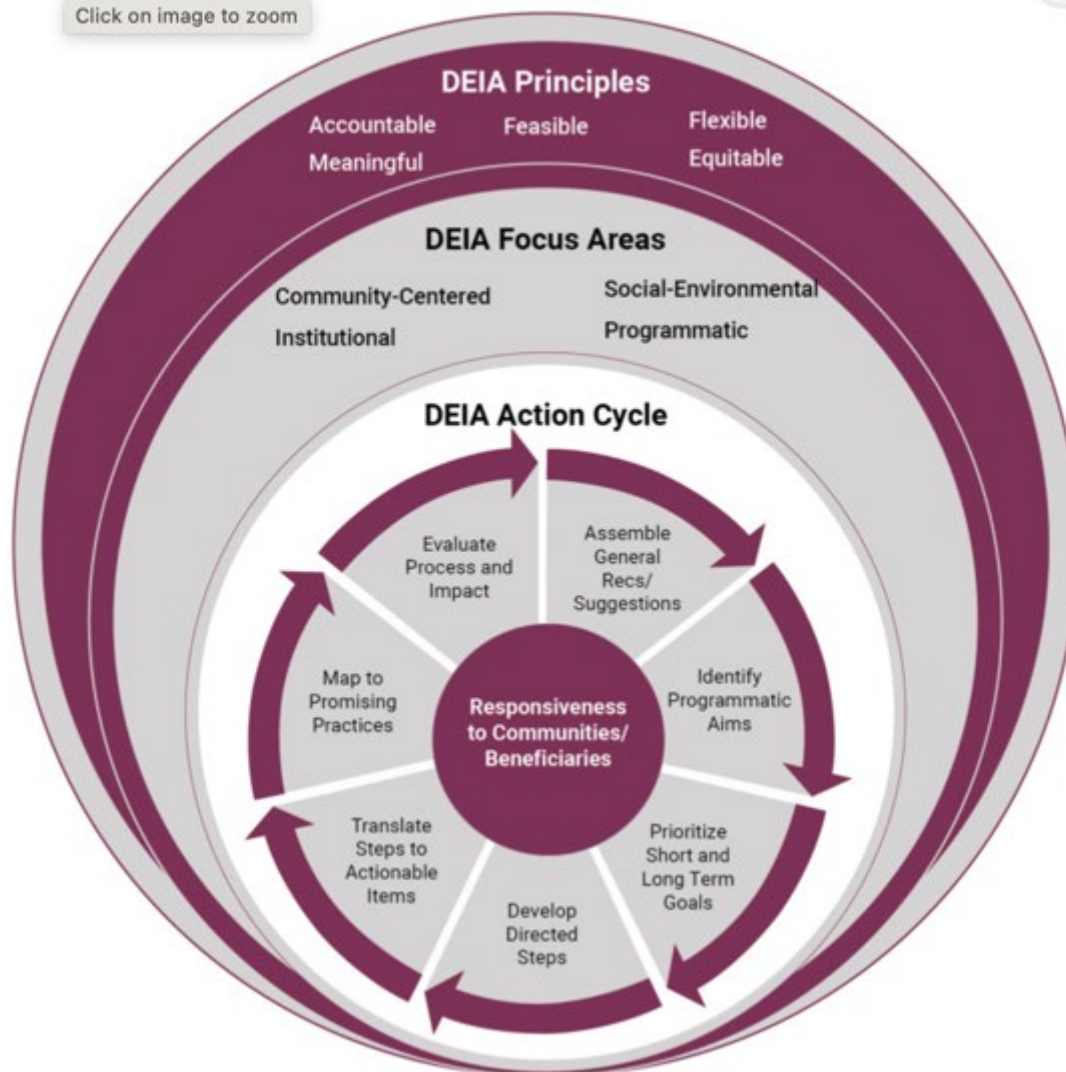 Click on image to zoom
DEIA Principles
Accountable
Feasible
Flexible
Meaningful
Equitable
DEIA Focus Areas
Community-Centered
Social-Environmental
Institutional
Programmatic
DEIA Action Cycle
Assemble
General
Recs/
Suggestions
Identify
Programmatic
Aims
Prioritize
Short and
Long Term
Goals
Develop
Directed
Steps
Translate
Steps to
Actionable
Items
Map to
Promising
Practices
Evaluate
Process and
Impact
Responsiveness
to Communities/
Beneficiaries